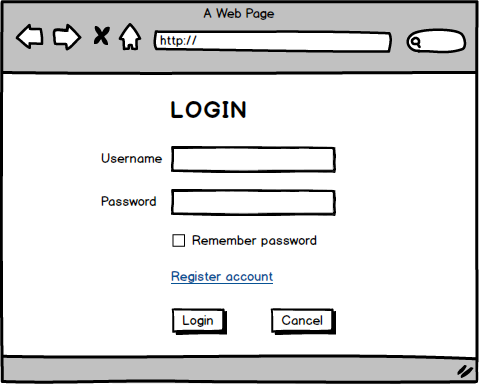 A Web Page
http://
LOGIN
Username
Password
Remember password
Register account
Login Cancel